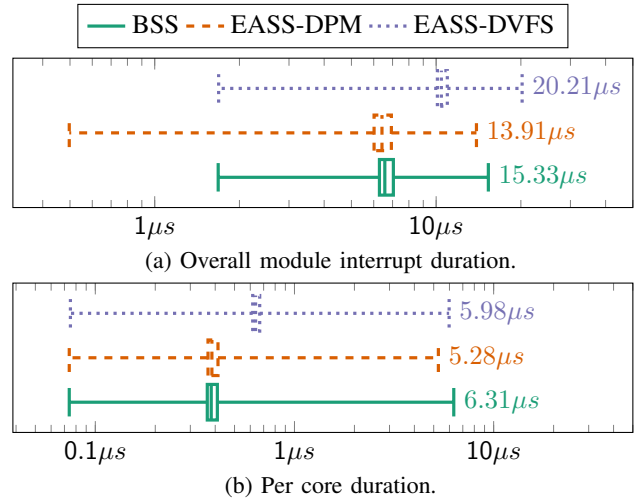 BSS EASS-DPM EASS-DVFS
20.21μs
13.91μs
15.33μs
1μs 10μs
(a) Overall module interrupt duration.
5.98μs
5.28μs
6.31μs
0.1μs 1μs 10μs
(b) Per core duration.